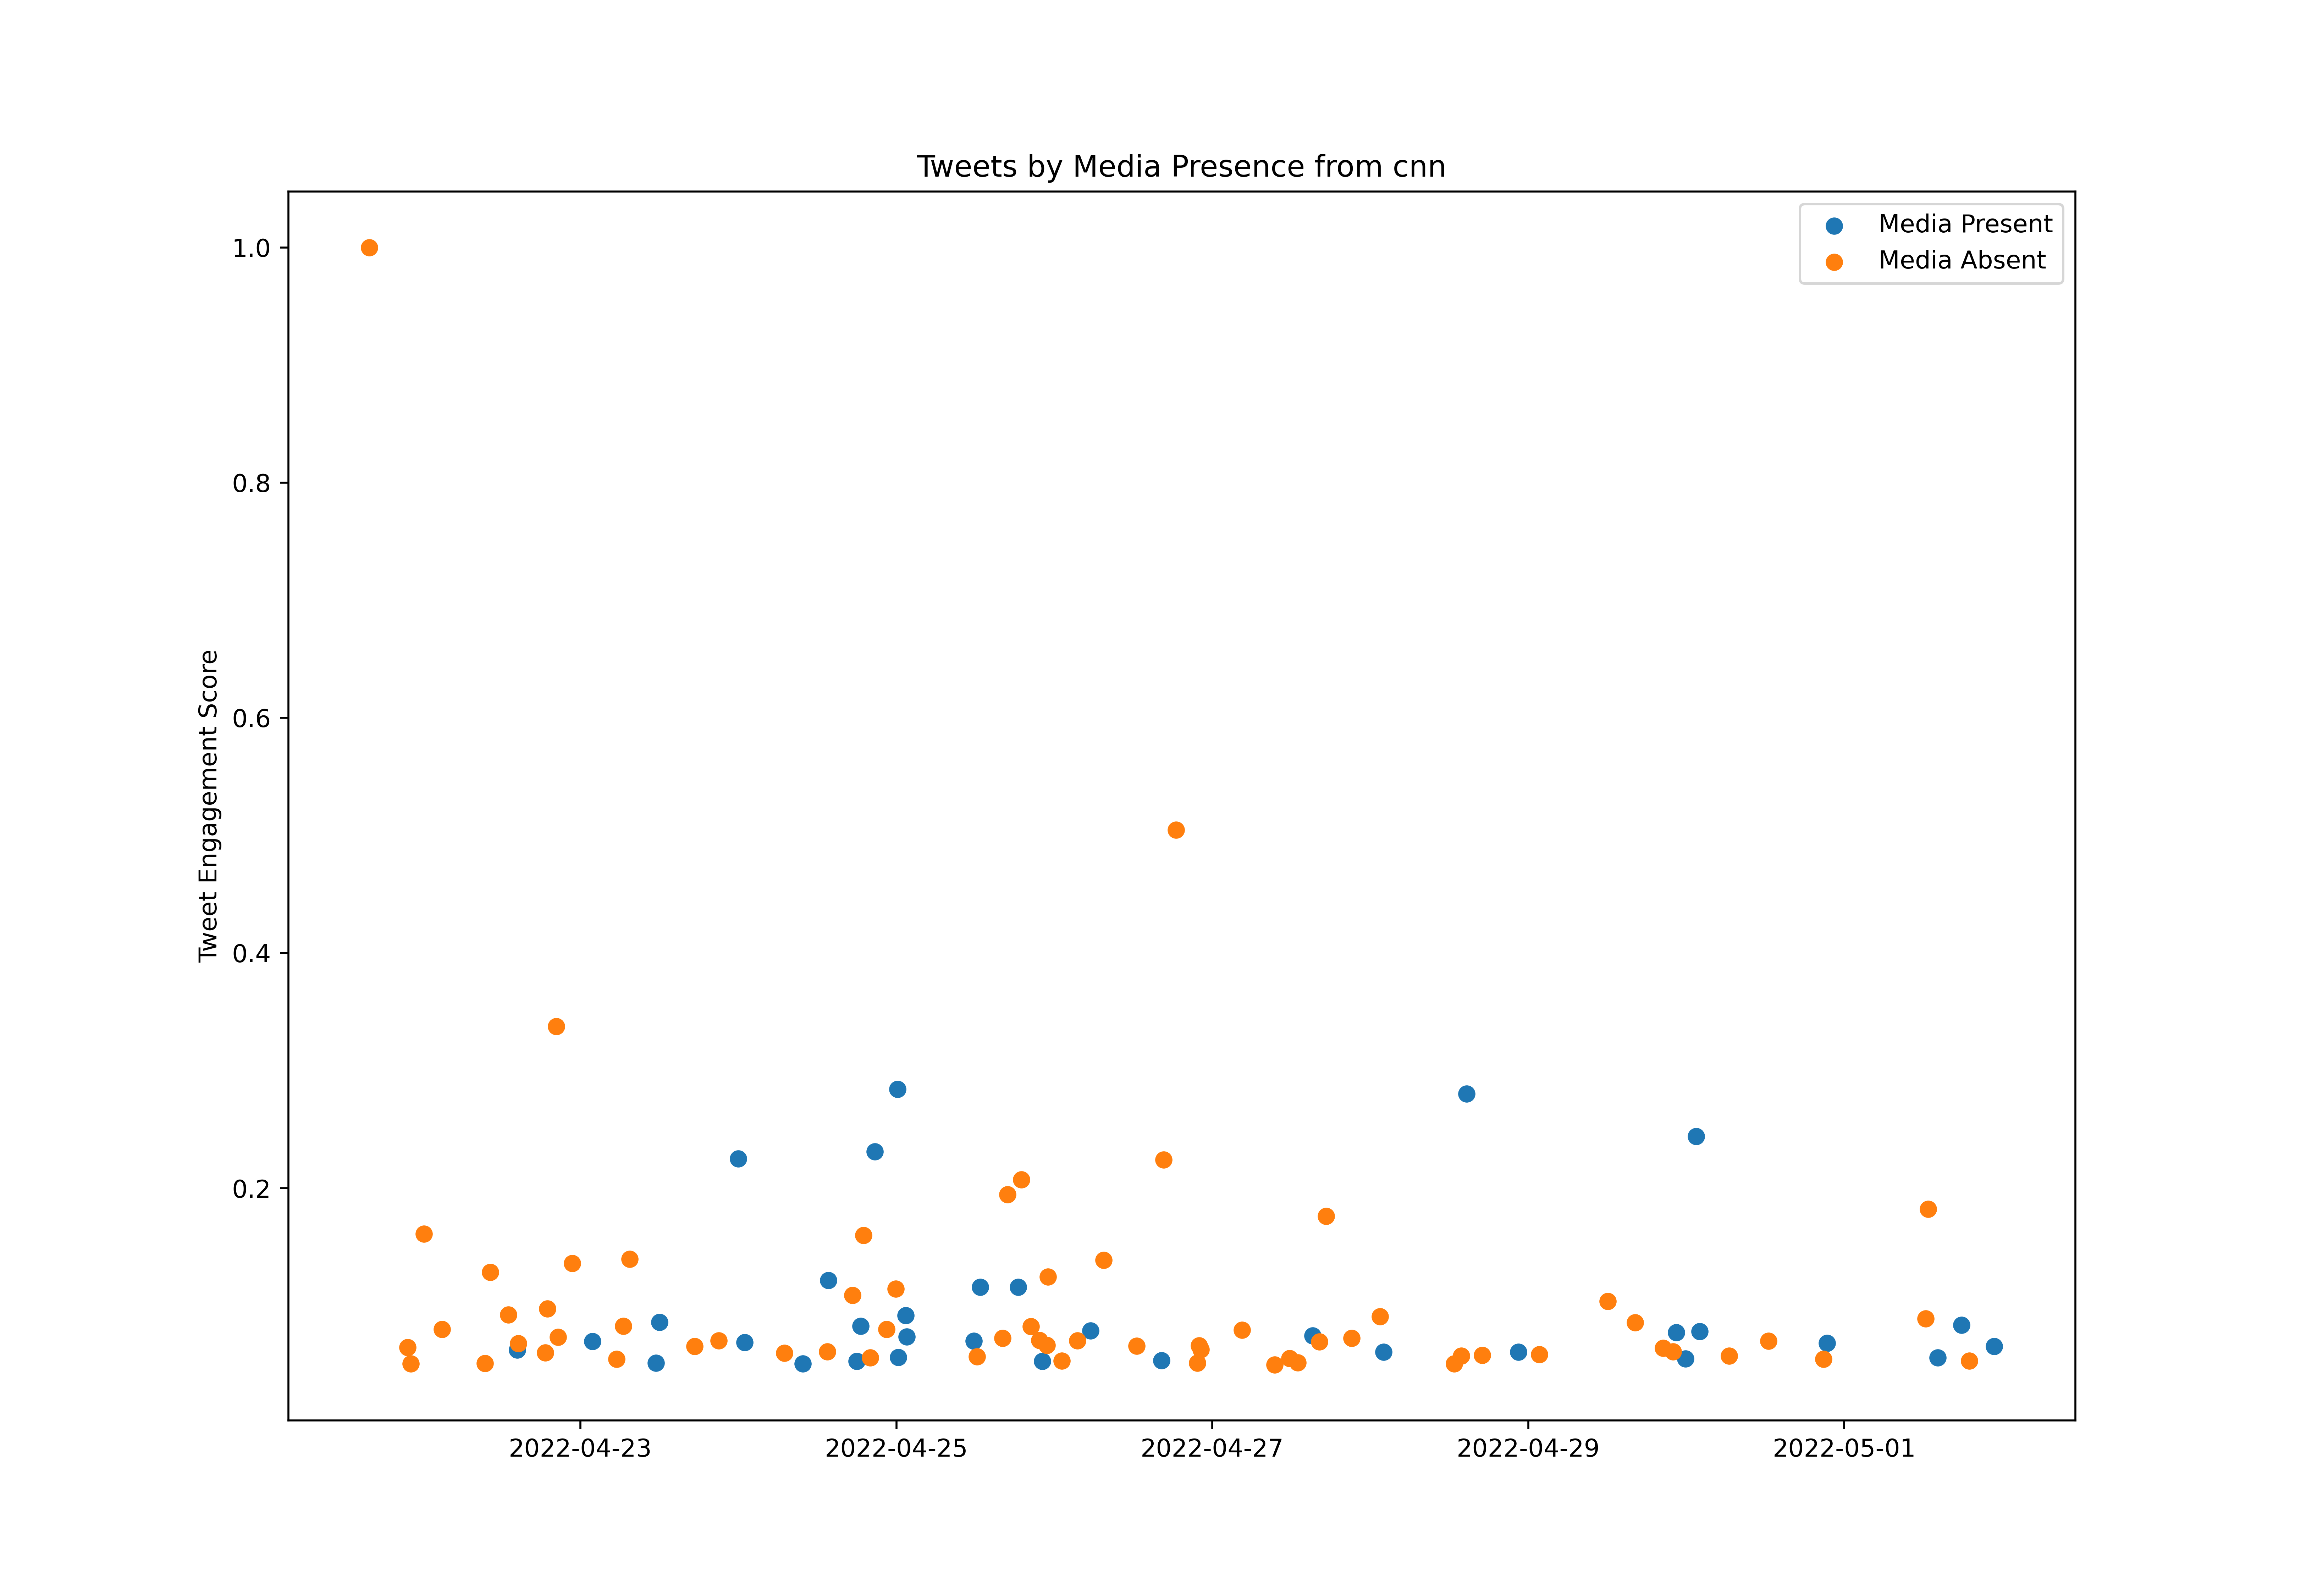 Tweets by Media Presence from cnn
Media Present
Media Absent
Tweet Engagement Score
1.0
0.8
0.6
0.4
0.2
2022-04-23
2022-04-25
2022-04-27
2022-04-29
2022-05-01